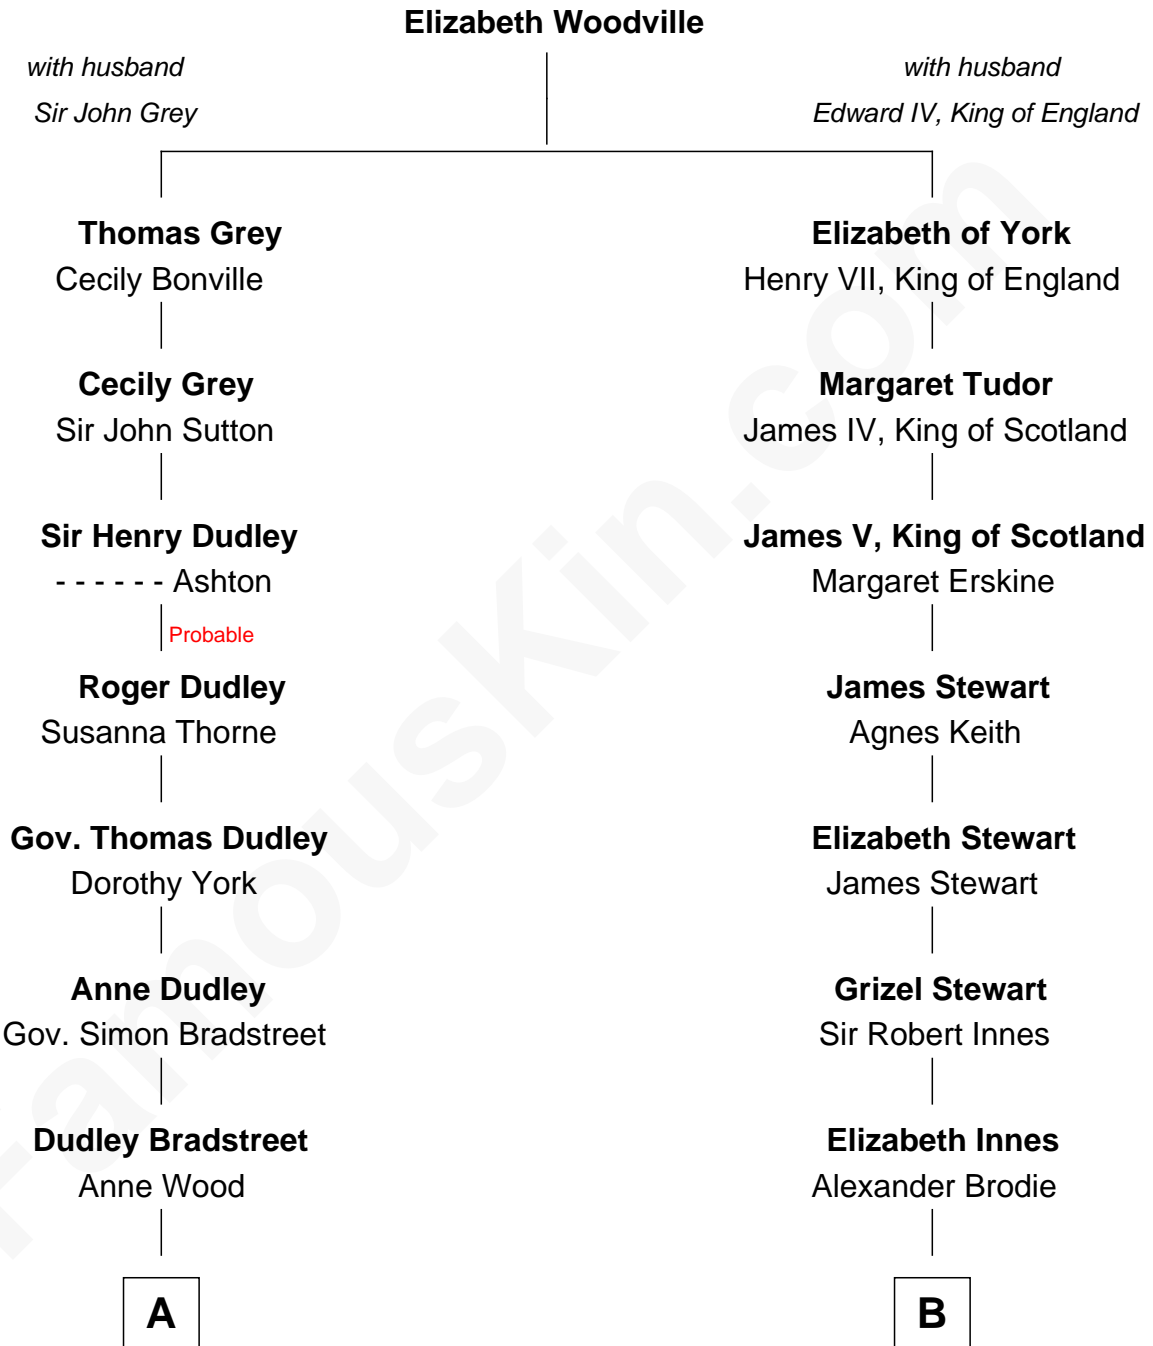 Elizabeth Woodville
with husband
Sir John Grey
with husband
Edward IV, King of England
Thomas Grey
Cecily Bonville
Elizabeth of York
Henry VII, King of England
Cecily Grey
Sir John Sutton
Margaret Tudor
James IV, King of Scotland
Sir Henry Dudley
- - - - - - Ashton
Probable
James V, King of Scotland
Margaret Erskine
Roger Dudley
Susanna Thorne
James Stewart
Agnes Keith
Gov. Thomas Dudley
Dorothy York
Elizabeth Stewart
James Stewart
Anne Dudley
Gov. Simon Bradstreet
Grizel Stewart
Sir Robert Innes
Dudley Bradstreet
Anne Wood
Elizabeth Innes
Alexander Brodie
A
B
FamousKin.com